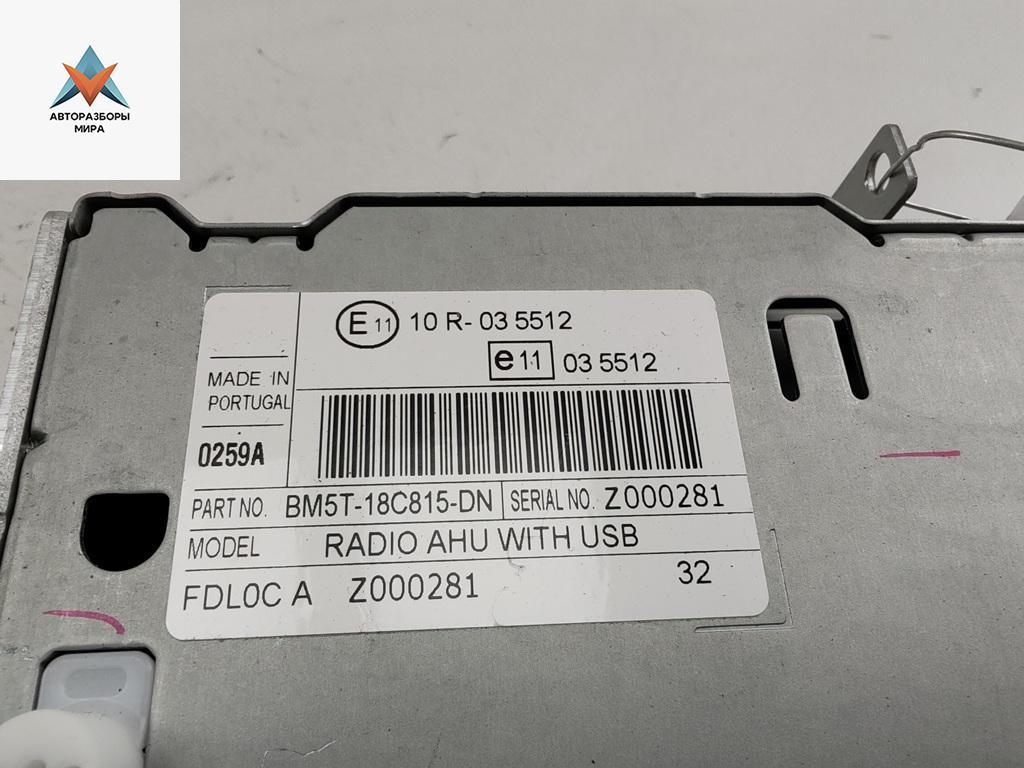 АВТОРАЗБОРЫ
МИРА
E11 10 R- 03 5512
e11 03 5512
MADE IN
PORTUGAL
0259A
PART NO. BM5T-18C815-DN SERIAL NO. Z000281
MODEL RADIO AHU WITH USB
FDLOC A Z000281 32